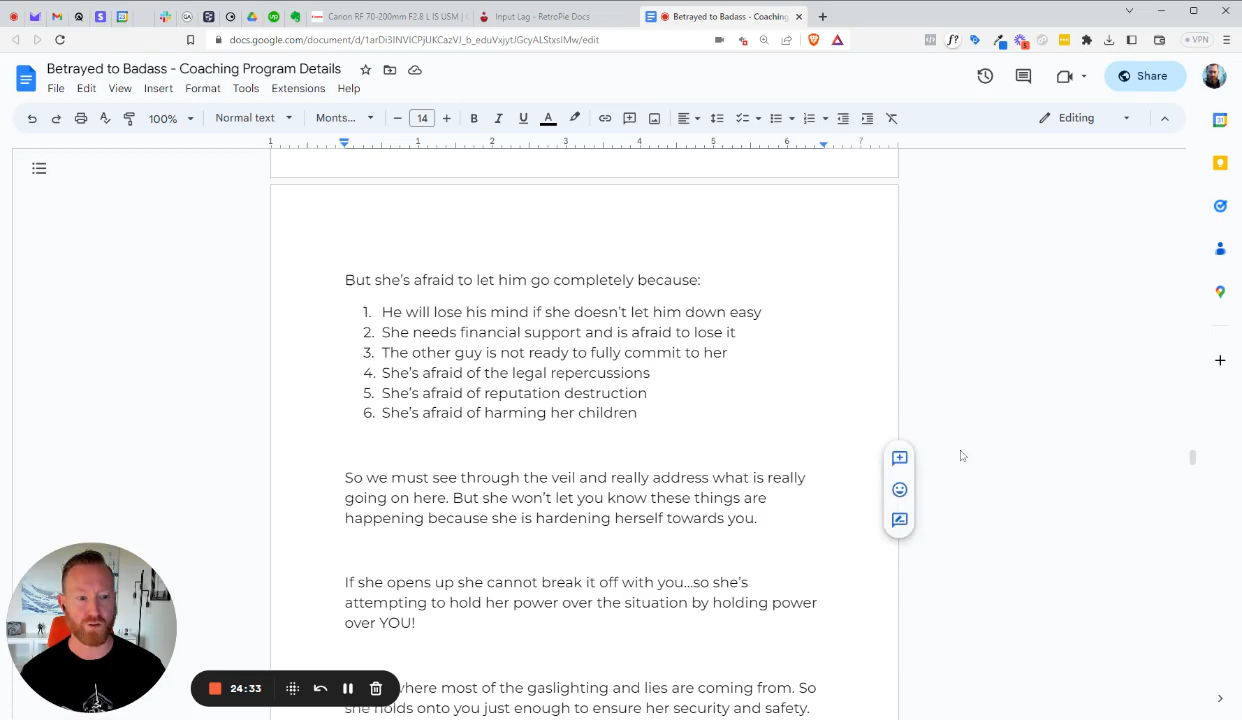 Canon RF 70-200mm F2.8 L IS USM |
Input Lag - RetroPie Docs
Betrayed to Badass - Coaching
docs.google.com/document/d/1arDi3INVICPjUKCazVJ_b_eduVxjytJGcyALStxsIMw/edit
VPN
Betrayed to Badass - Coaching Program Details
File Edit View Insert Format Tools Extensions Help
Share
100% Normal text Monts... 14 Editing
1 1 2 3 4 5 6 7
But she's afraid to let him go completely because:
1. He will lose his mind if she doesn't let him down easy
2. She needs financial support and is afraid to lose it
3. The other guy is not ready to fully commit to her
4. She's afraid of the legal repercussions
5. She's afraid of reputation destruction
6. She's afraid of harming her children
So we must see through the veil and really address what is really
going on here. But she won't let you know these things are
happening because she is hardening herself towards you.
If she opens up she cannot break it off with you...so she's
attempting to hold her power over the situation by holding power
over YOU!
where most of the gaslighting and lies are coming from. So
she holds onto you just enough to ensure her security and safety.
24:33